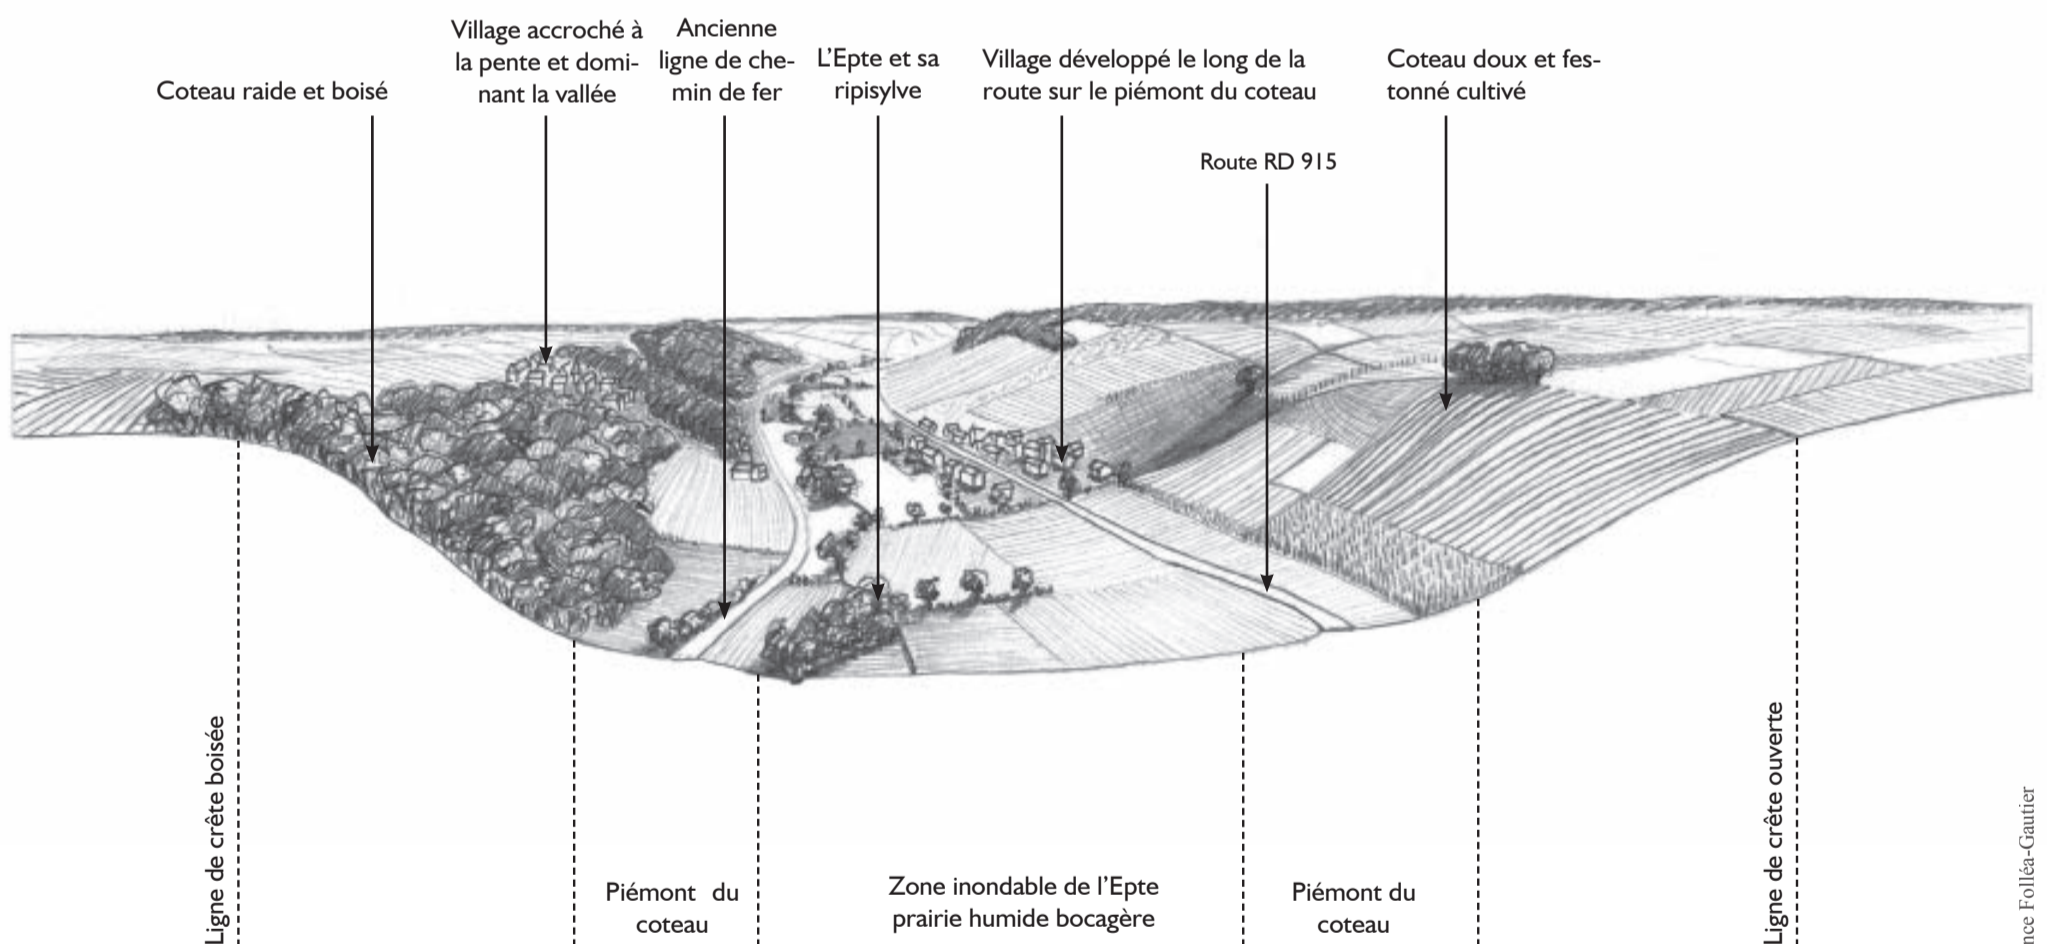 Village accroché à
la pente et domi-
nant la vallée
Ancienne
ligne de che-
min de fer
L’Epte et sa
ripisylve
Village développé le long de la
route sur le piémont du coteau
Coteau doux et fes-
tonné cultivé
Coteau raide et boisé
Route RD 915
Ligne de crête boisée
Piémont du
coteau
Zone inondable de l’Epte
prairie humide bocagère
Piémont du
coteau
Ligne de crête ouverte
Folléa-Gautier